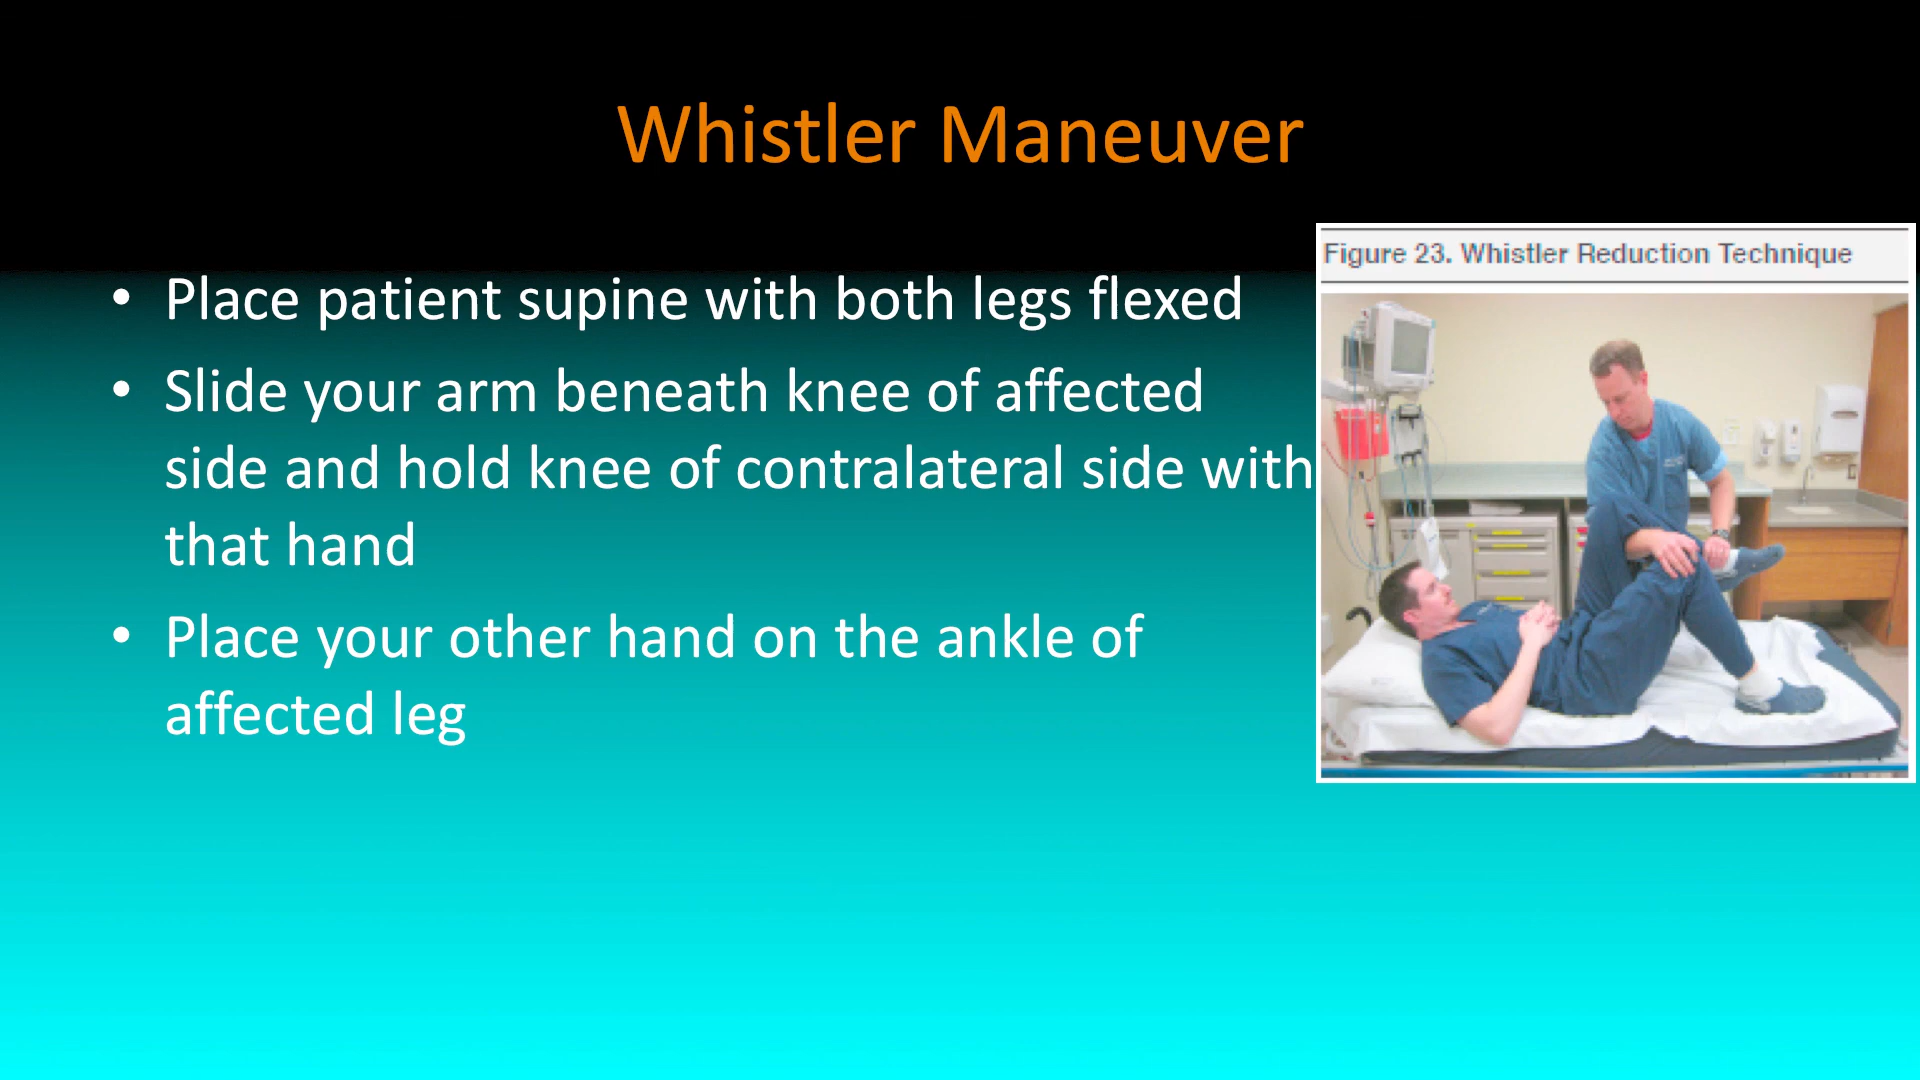 Whistler Maneuver
• Place patient supine with both legs flexed
• Slide your arm beneath knee of affected
side and hold knee of contralateral side with
that hand
• Place your other hand on the ankle of
affected leg
Figure 23. Whistler Reduction Technique